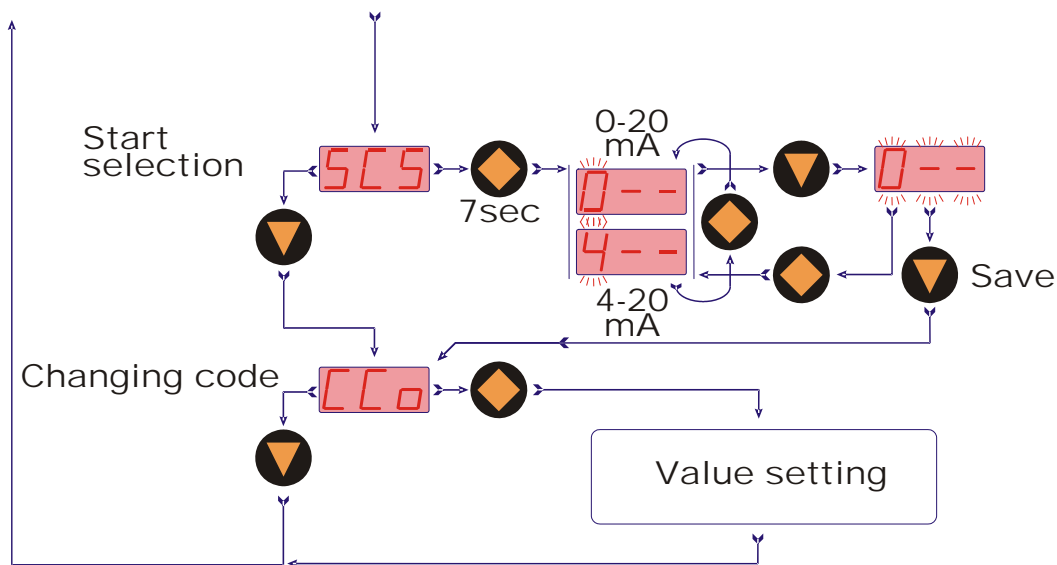 0-20
mA
Start
selection
SCS
7sec
0--
0--
4--
4-20
mA
Save
Changing code
CCo
Value setting